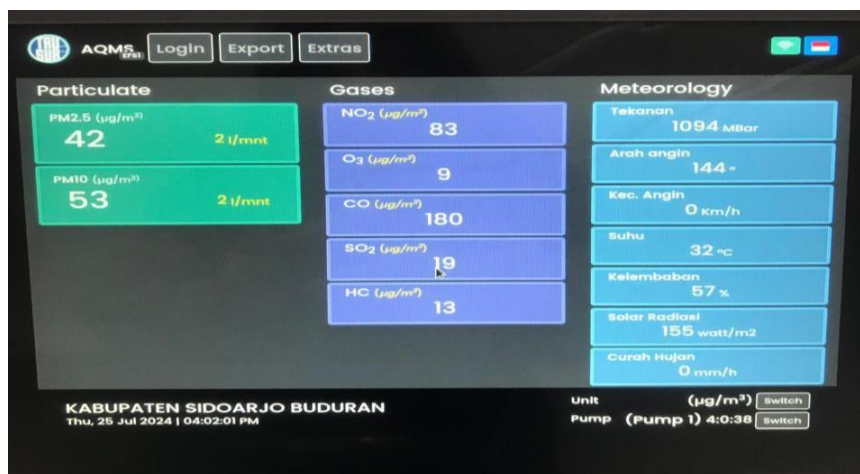 TRU SUR AQMS Ersi Login Export Extras
Particulate
PM2.5 (µg/m³)
42 2 l/mnt
PM10 (µg/m³)
53 2 l/mnt
Gases
NO₂ (µg/m³)
83
O₃ (µg/m³)
9
CO (µg/m³)
180
SO₂ (µg/m³)
19
HC (µg/m³)
13
Meteorology
Tekanan
1094 MBar
Arah angin
144 °
Kec. Angin
0 Km/h
Suhu
32 °C
Kelembaban
57 %
Solar Radiasi
155 watt/m2
Curah Hujan
0 mm/h
KABUPATEN SIDOARJO BUDURAN
Thu, 25 Jul 2024 | 04:02:01 PM
Unit (µg/m³) Switch
Pump (Pump 1) 4:0:38 Switch